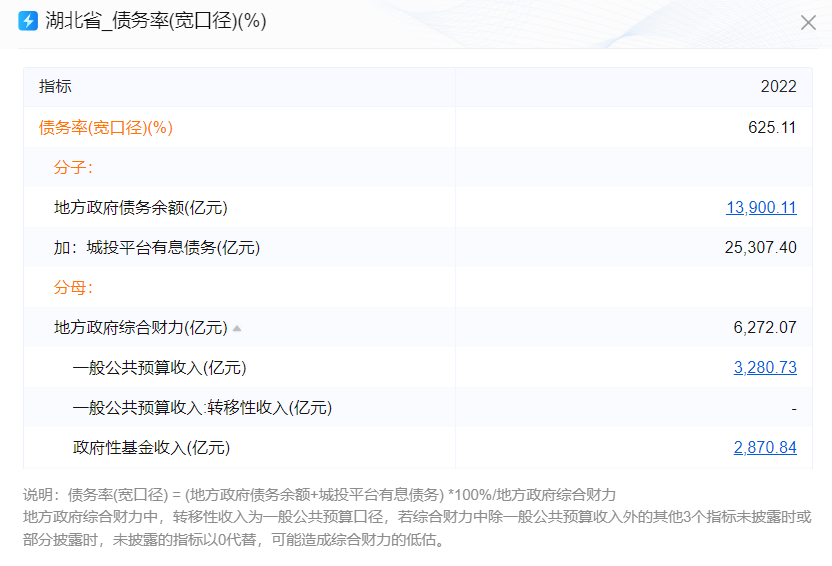 湖北省_债务率(宽口径)(%)
指标 2022
债务率(宽口径)(%) 625.11
分子：
地方政府债务余额(亿元) 13,900.11
加：城投平台有息债务(亿元) 25,307.40
分母：
地方政府综合财力(亿元) 6,272.07
一般公共预算收入(亿元) 3,280.73
一般公共预算收入:转移性收入(亿元) -
政府性基金收入(亿元) 2,870.84
说明：债务率(宽口径) = (地方政府债务余额+城投平台有息债务) *100%/地方政府综合财力
地方政府综合财力中，转移性收入为一般公共预算口径，若综合财力中除一般公共预算收入外的其他3个指标未披露时或
部分披露时，未披露的指标以0代替，可能造成综合财力的低估。